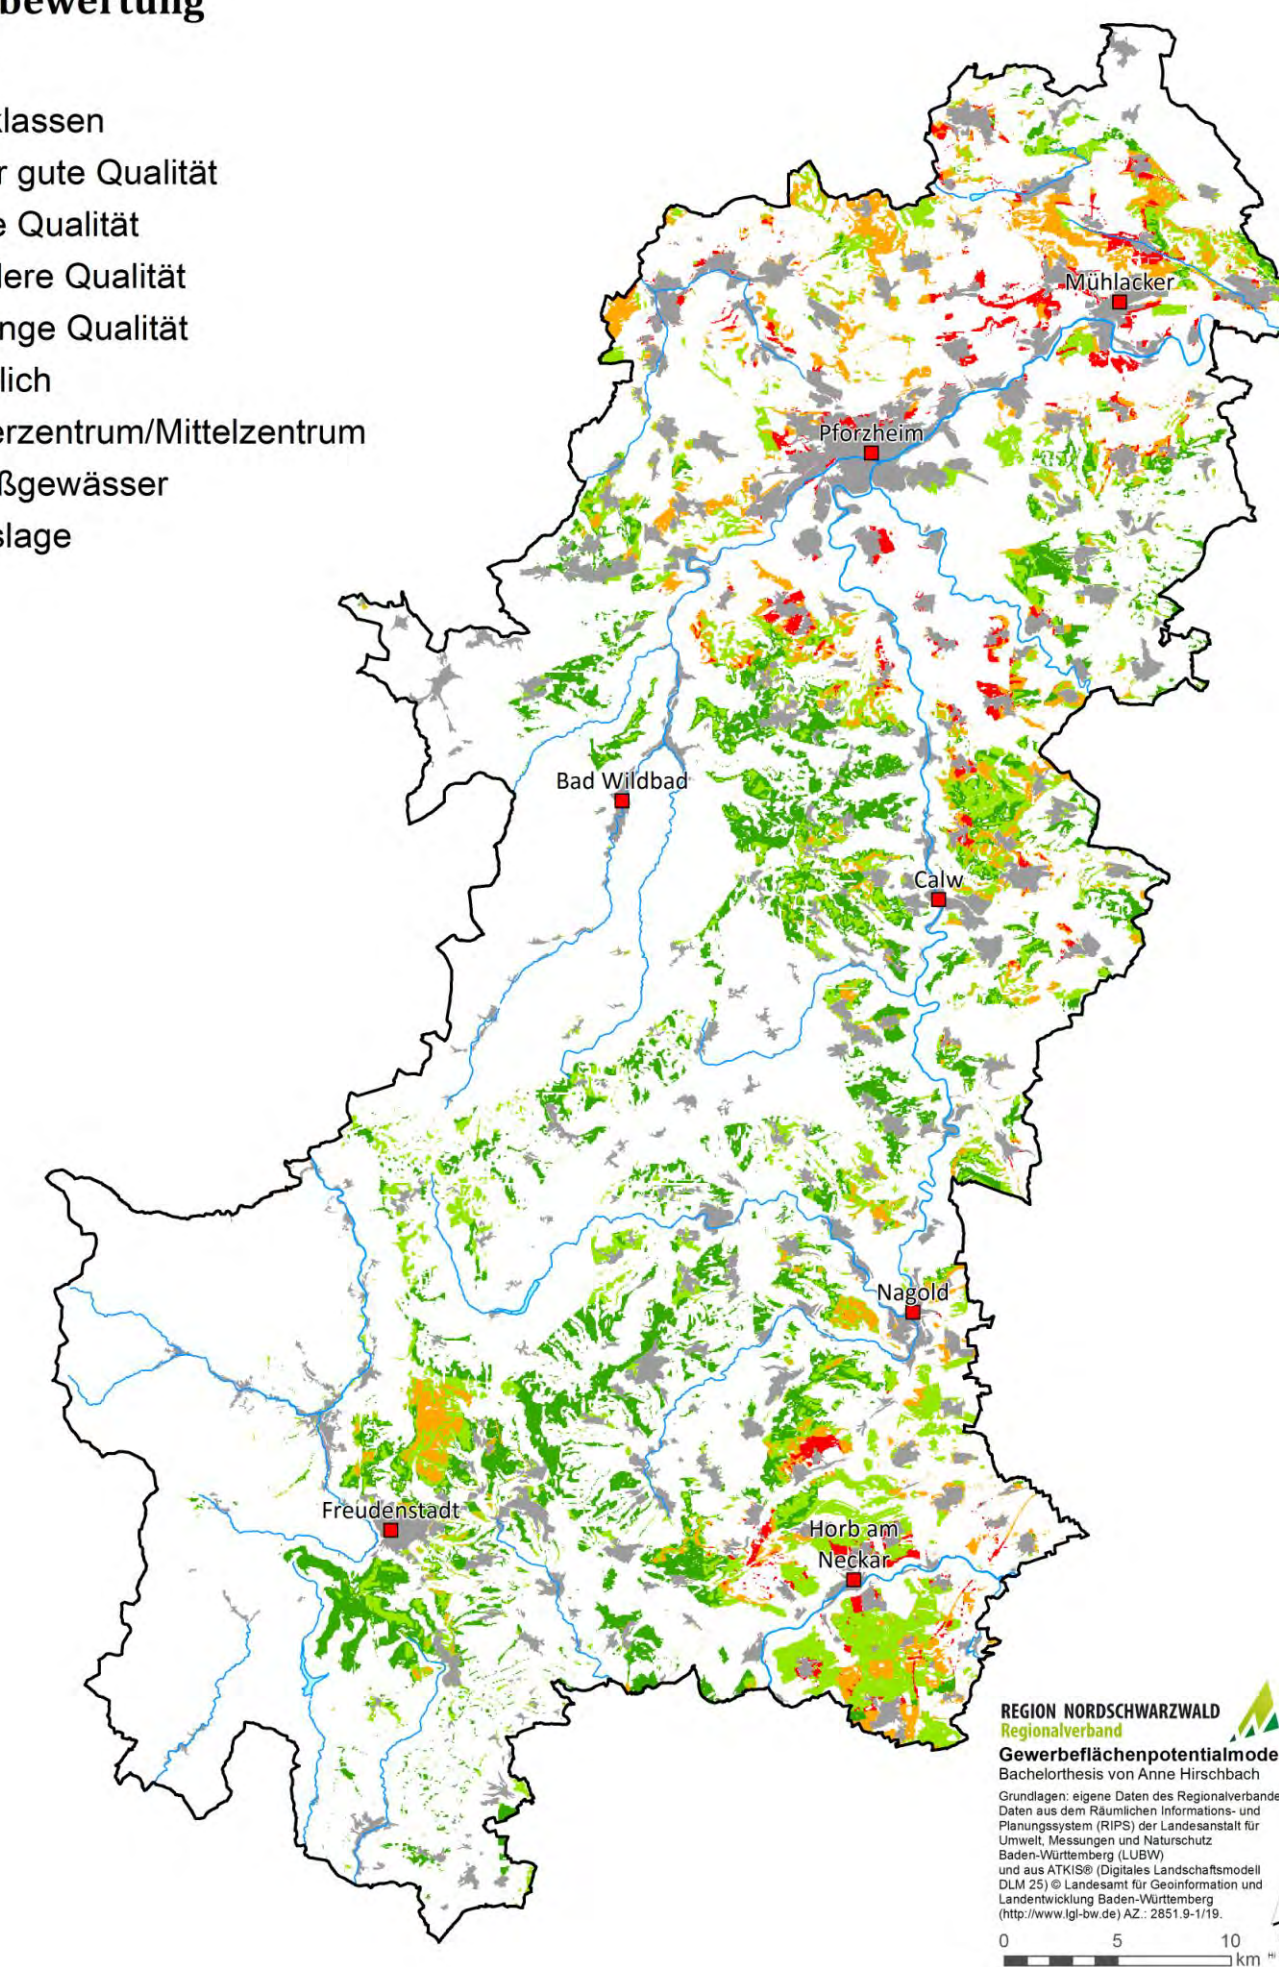 bewertung
klassen
r gute Qualität
e Qualität
lere Qualität
nge Qualität
lich
erzentrum/Mittelzentrum
ßgewässer
slage
Mühlacker
Pforzheim
Bad Wildbad
Calw
Nagold
Freudenstadt
Horb am
Neckar
REGION NORDSCHWARZWALD
Regionalverband
Gewerbeflächenpotentialmode
Bachelorthesis von Anne Hirschbach
Grundlagen: eigene Daten des Regionalverbande
Daten aus dem Räumlichen Informations- und
Planungssystem (RIPS) der Landesanstalt für
Umwelt, Messungen und Naturschutz
Baden-Württemberg (LUBW)
und aus ATKIS® (Digitales Landschaftsmodell
DLM 25) © Landesamt für Geoinformation und
Landentwicklung Baden-Württemberg
(http://www.lgl-bw.de) AZ.: 2851.9-1/19.
0 5 10
km